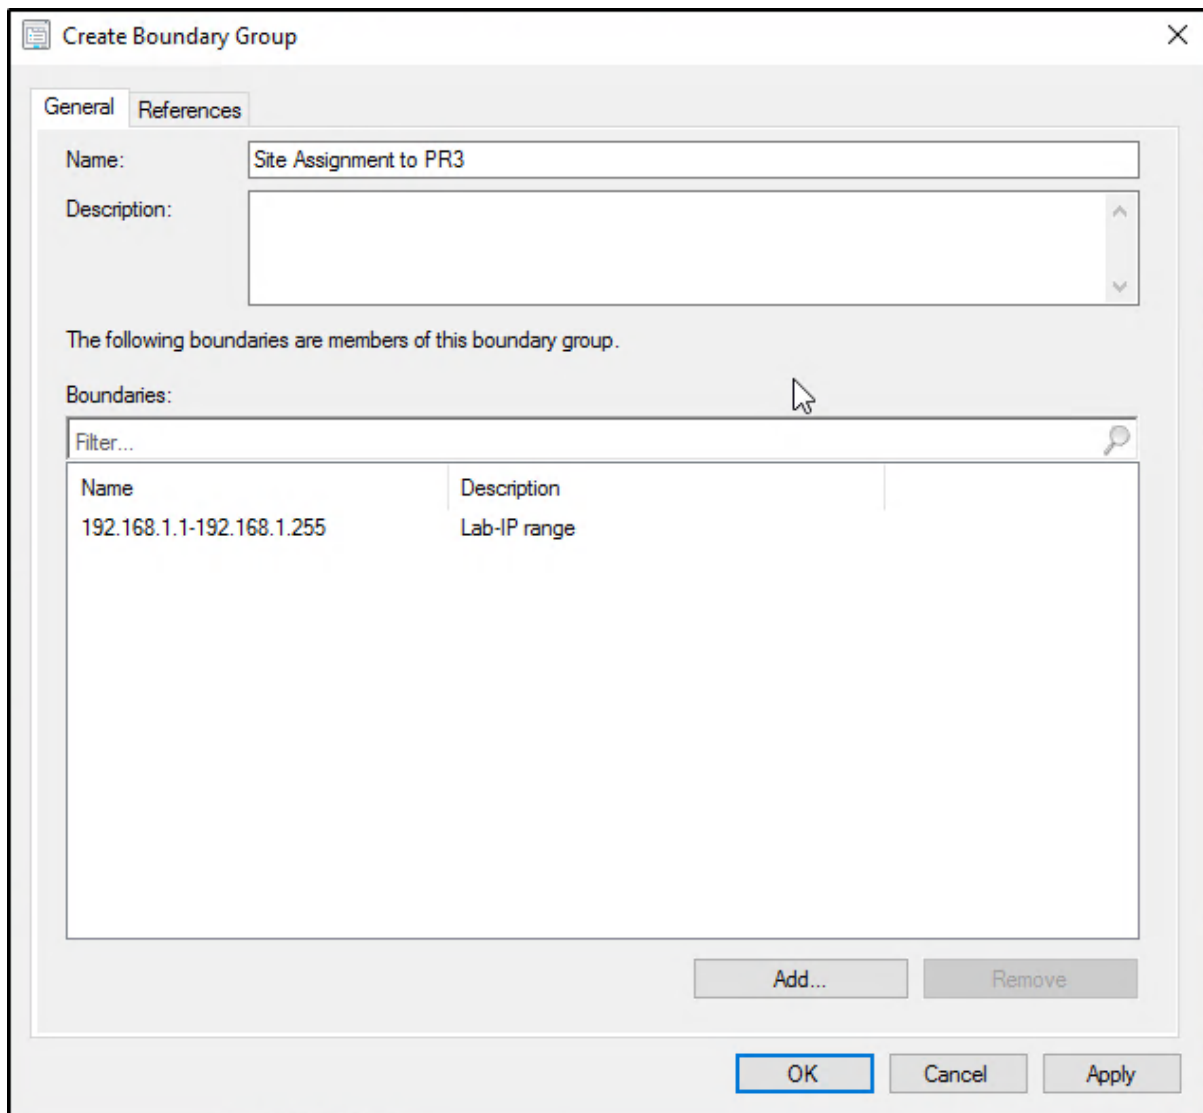 Create Boundary Group
General References
Name: Site Assignment to PR3
Description:
The following boundaries are members of this boundary group.
Boundaries:
Filter...
Name Description
192.168.1.1-192.168.1.255 Lab-IP range
Add... Remove
OK Cancel Apply